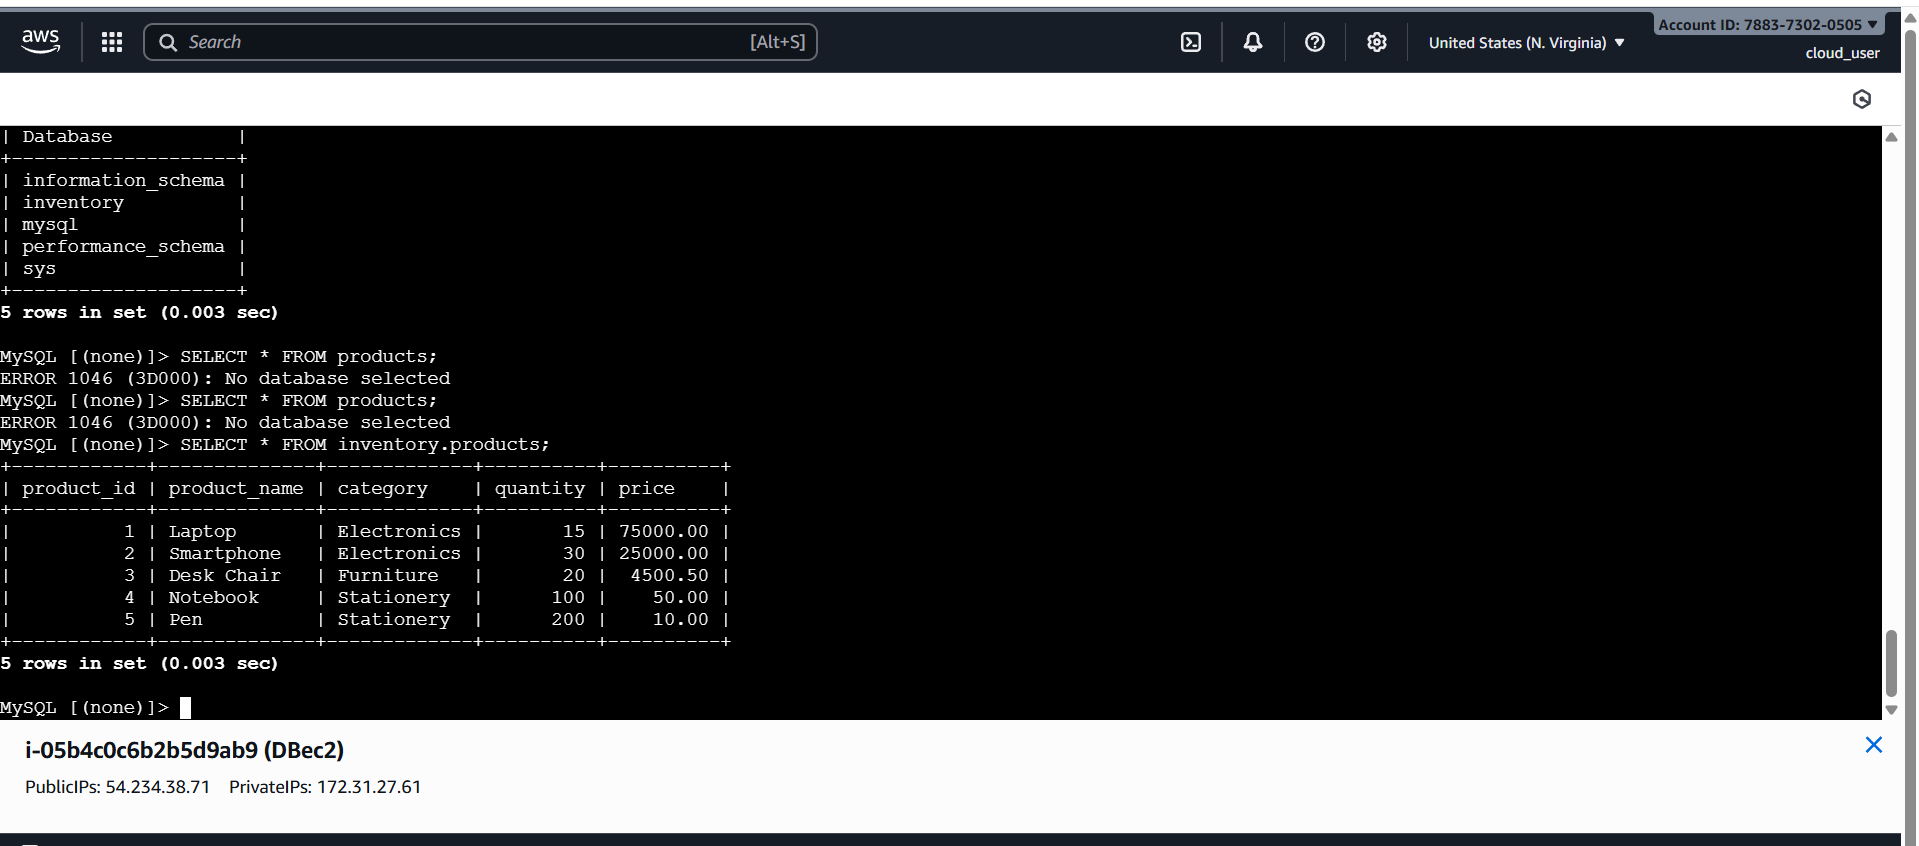 aws
Search [Alt+S]
United States (N. Virginia) ▼
Account ID: 7883-7302-0505 ▼
cloud_user
| Database           |
+--------------------+
| information_schema |
| inventory          |
| mysql              |
| performance_schema |
| sys                |
+--------------------+
5 rows in set (0.003 sec)
MySQL [(none)]> SELECT * FROM products;
ERROR 1046 (3D000): No database selected
MySQL [(none)]> SELECT * FROM products;
ERROR 1046 (3D000): No database selected
MySQL [(none)]> SELECT * FROM inventory.products;
+------------+--------------+-------------+----------+----------+
| product_id | product_name | category    | quantity | price    |
+------------+--------------+-------------+----------+----------+
|          1 | Laptop       | Electronics |       15 | 75000.00 |
|          2 | Smartphone   | Electronics |       30 | 25000.00 |
|          3 | Desk Chair   | Furniture   |       20 |  4500.50 |
|          4 | Notebook     | Stationery  |      100 |    50.00 |
|          5 | Pen          | Stationery  |      200 |    10.00 |
+------------+--------------+-------------+----------+----------+
5 rows in set (0.003 sec)
MySQL [(none)]>
i-05b4c0c6b2b5d9ab9 (DBec2)
PublicIPs: 54.234.38.71 PrivateIPs: 172.31.27.61